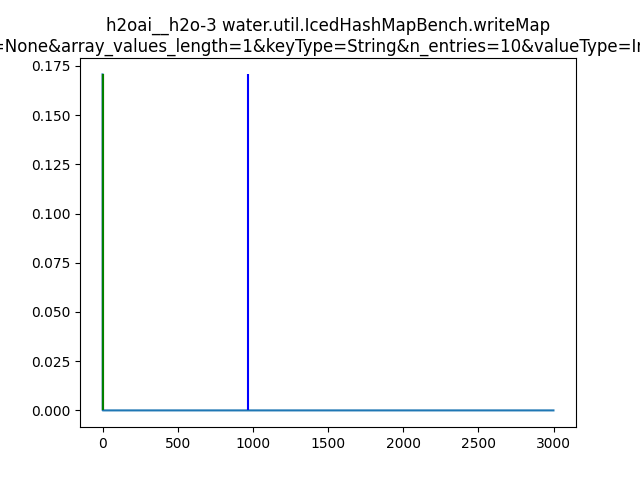 h2oai__h2o-3 water.util.IcedHashMapBench.writeMap
=None&array_values_length=1&keyType=String&n_entries=10&valueType=In
0.175
0.150
0.125
0.100
0.075
0.050
0.025
0.000
0 500 1000 1500 2000 2500 3000